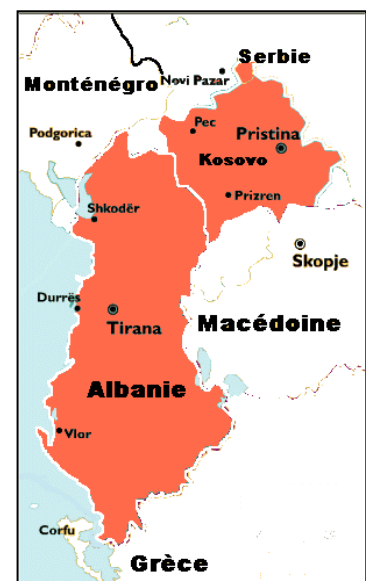 Serbie
Novi Pazar
Monténégro
Pec
Podgorica
Pristina
Kosovo
Prizren
Shkodër
Skopje
Durrës
Tirana
Macédoine
Albanie
Vlor
Corfu
Grèce